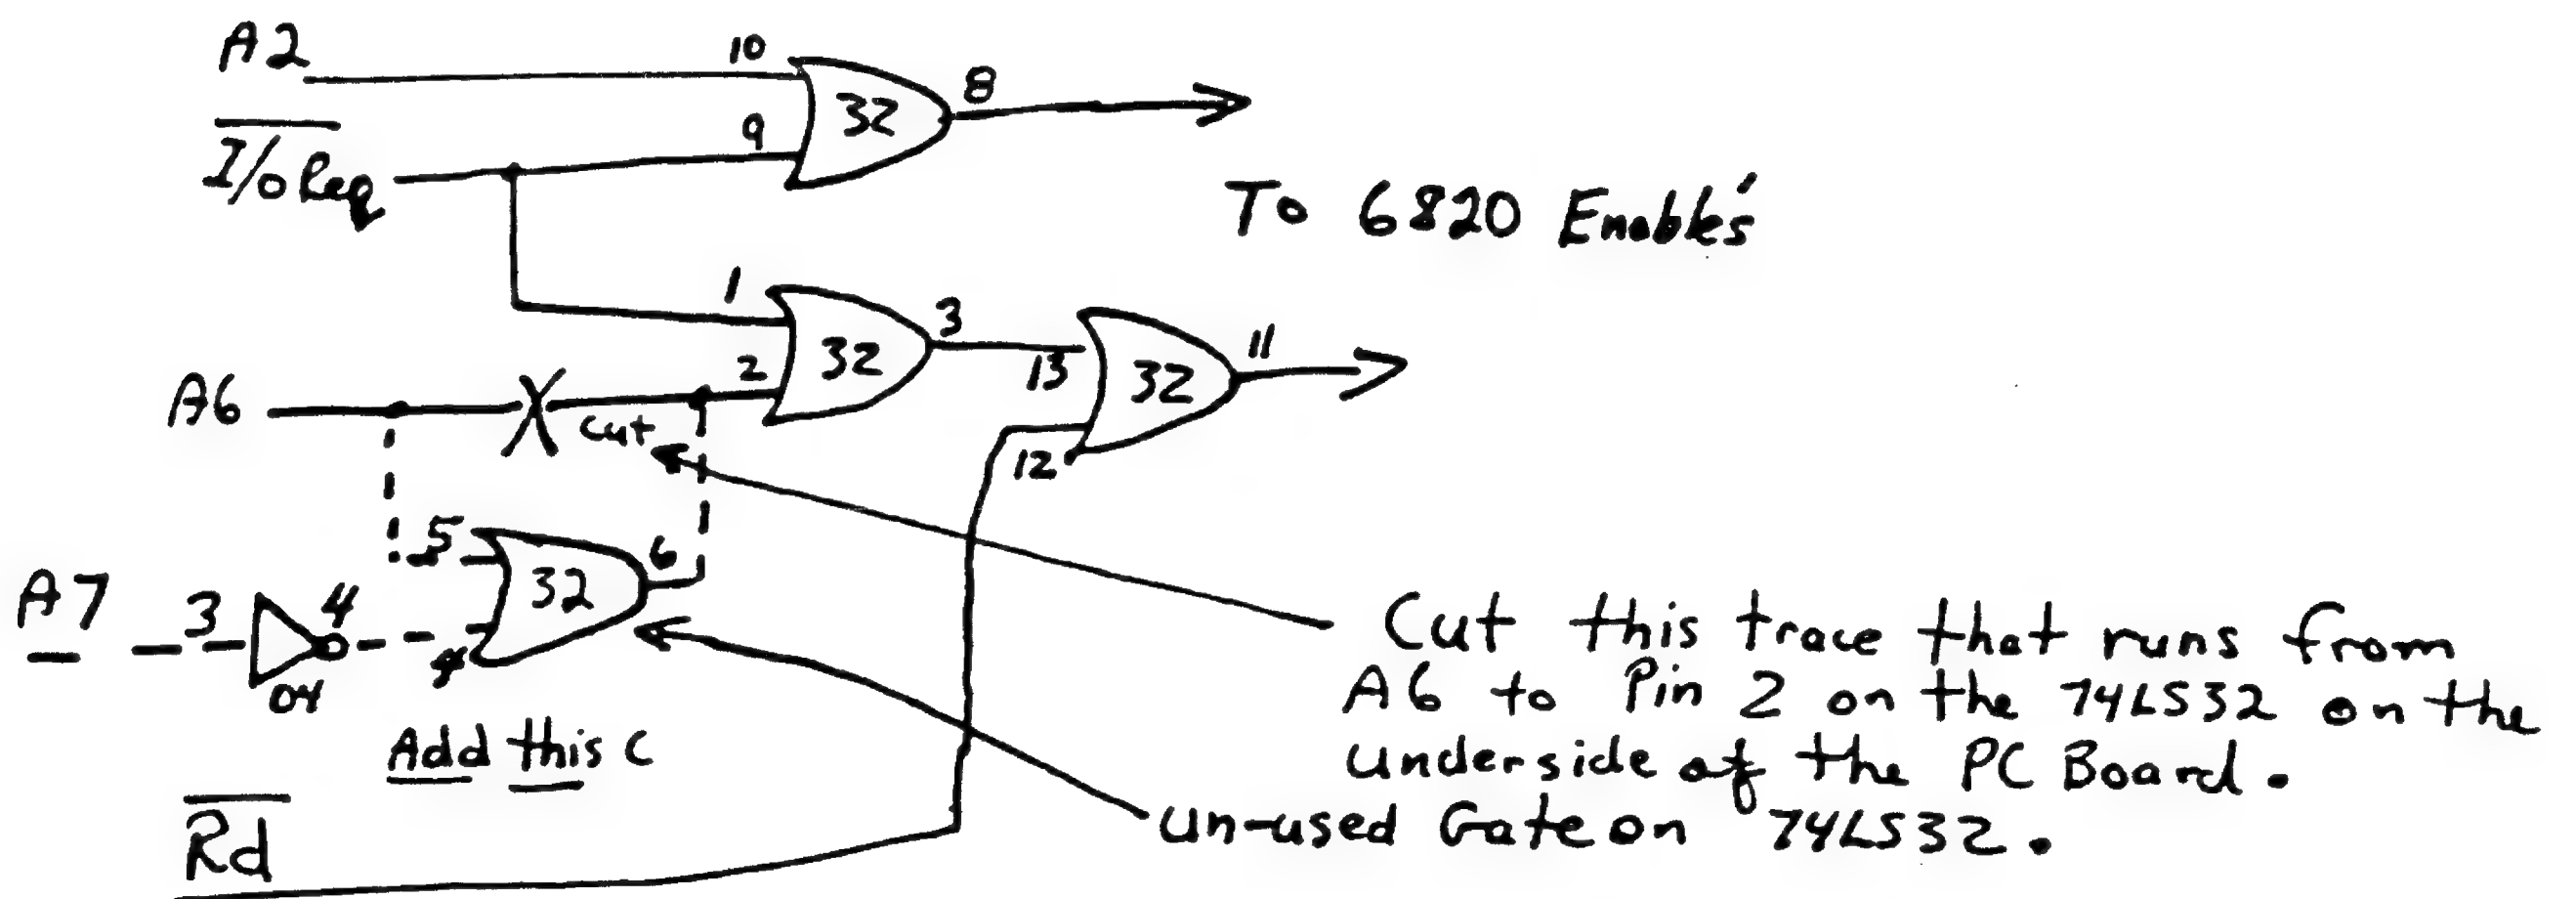 A2
10
8
32
9
I/O Req
To 6820 Enable's
1
3
11
32
2
13
32
A6
cut
12
5
6
32
A7
3
4
4
04
Cut this trace that runs from
A6 to Pin 2 on the 74LS32 on the
underside of the PC Board.
Add this C
un-used Gate on 74LS32.
Rd